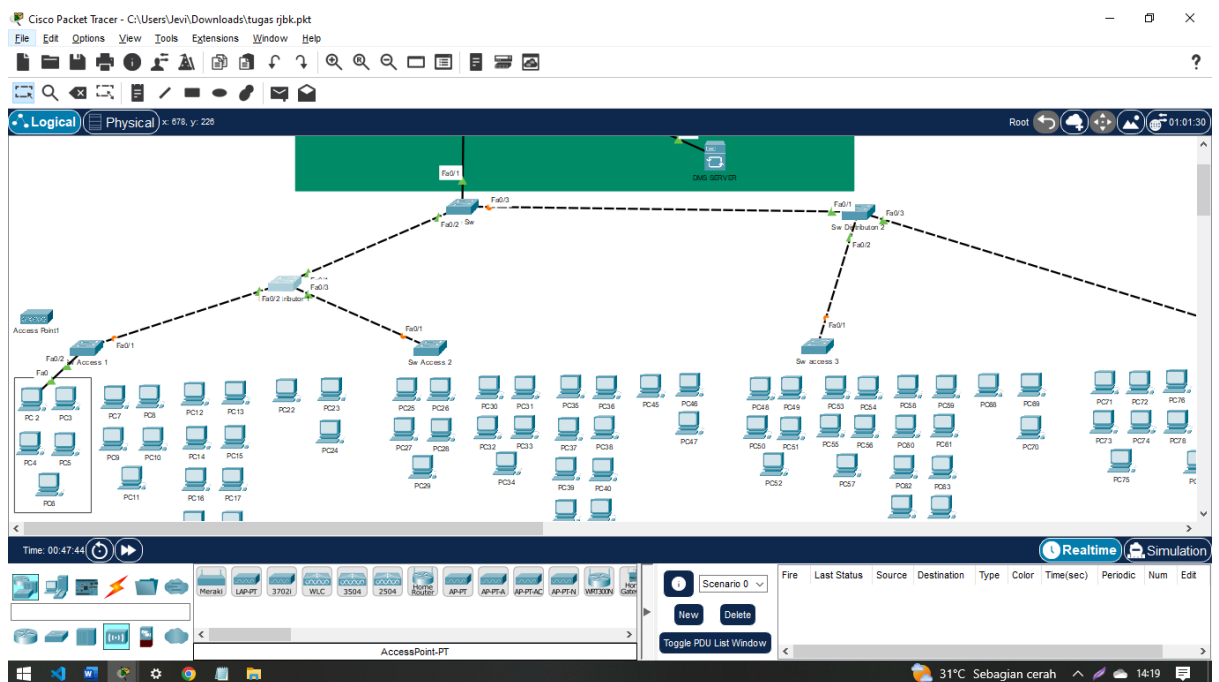 Cisco Packet Tracer - C:\Users\Jevi\Downloads\tugas rjbk.pkt
File Edit Options View Tools Extensions Window Help
?
Logical Physical x: 678, y: 226 Root 01:01:30
DMS SERVER
Fa0/1
Fa0/3
Fa0/2 Sw
Fa0/1 Fa0/3
Sw Distributon 2
Fa0/2
Fa0/3
Fa0/2 tributor
Access Point1
Fa0/1
Fa0/2 Access 1
Fa0
Fa0/1
Sw Access 2
Fa0/1
Sw access 3
PC 2 PC3 PC7 PC8 PC12 PC13 PC22 PC23 PC25 PC26 PC30 PC31 PC35 PC36 PC45 PC46 PC48 PC49 PC53 PC54 PC58 PC59 PC68 PC69 PC71 PC72 PC76
PC4 PC5 PC9 PC10 PC14 PC15 PC24 PC27 PC28 PC32 PC33 PC37 PC38 PC47 PC50 PC51 PC55 PC56 PC60 PC61 PC70 PC73 PC74 PC78
PC6 PC11 PC16 PC17 PC29 PC34 PC39 PC40 PC52 PC57 PC62 PC63 PC75
Time: 00:47:44 Realtime Simulation
Meraki LAP-PT 3702i WLC 3504 2504 Home Router AP-PT AP-PT-A AP-PT-AC AP-PT-N WRT300N
AccessPoint-PT
Scenario 0
New Delete
Toggle PDU List Window
Fire Last Status Source Destination Type Color Time(sec) Periodic Num Edit
31°C Sebagian cerah 14:19